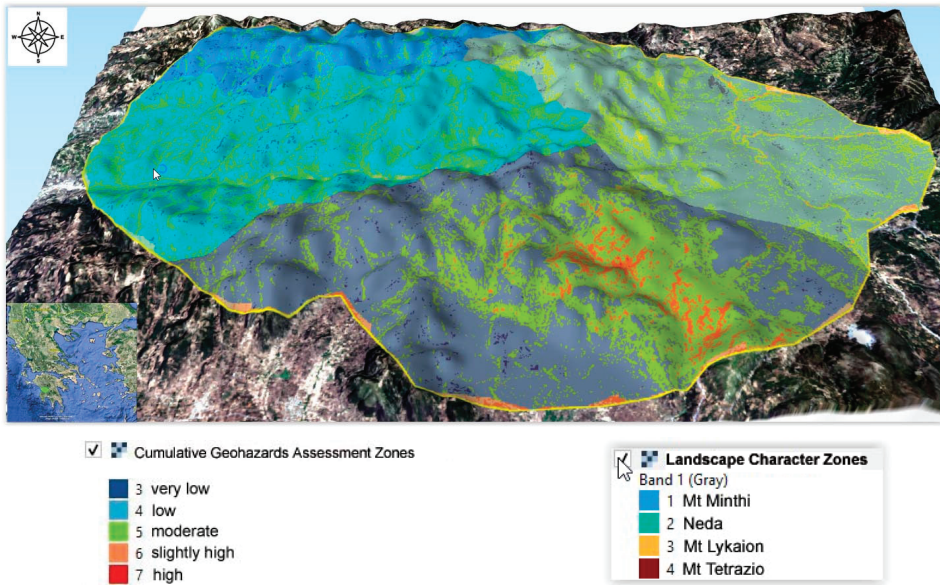 N
W E
S
Cumulative Geohazards Assessment Zones
3 very low
4 low
5 moderate
6 slightly high
7 high
Landscape Character Zones
Band 1 (Gray)
1 Mt Minthi
2 Neda
3 Mt Lykaion
4 Mt Tetrazio